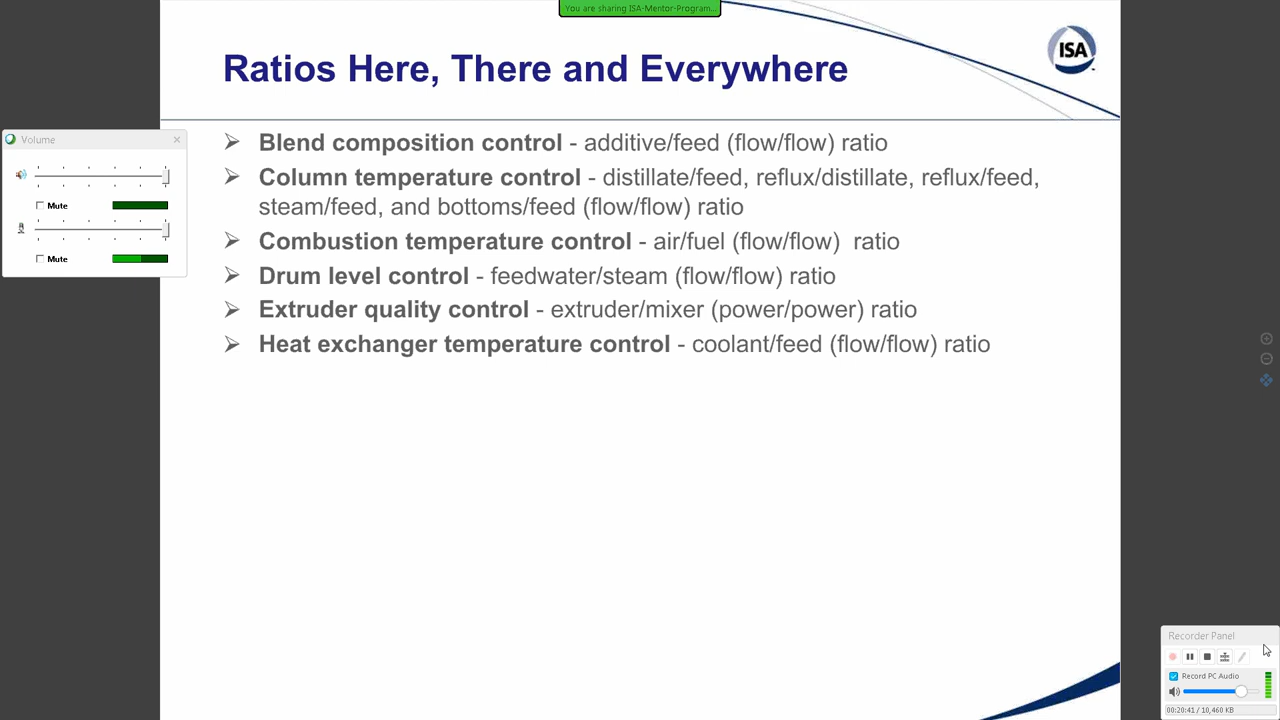 You are sharing ISA-Mentor-Program...
Ratios Here, There and Everywhere
ISA
Volume
Mute
Mute
➢ Blend composition control - additive/feed (flow/flow) ratio
➢ Column temperature control - distillate/feed, reflux/distillate, reflux/feed,
steam/feed, and bottoms/feed (flow/flow) ratio
➢ Combustion temperature control - air/fuel (flow/flow)  ratio
➢ Drum level control - feedwater/steam (flow/flow) ratio
➢ Extruder quality control - extruder/mixer (power/power) ratio
➢ Heat exchanger temperature control - coolant/feed (flow/flow) ratio
Recorder Panel
Record PC Audio
00:20:41 / 10,460 KB